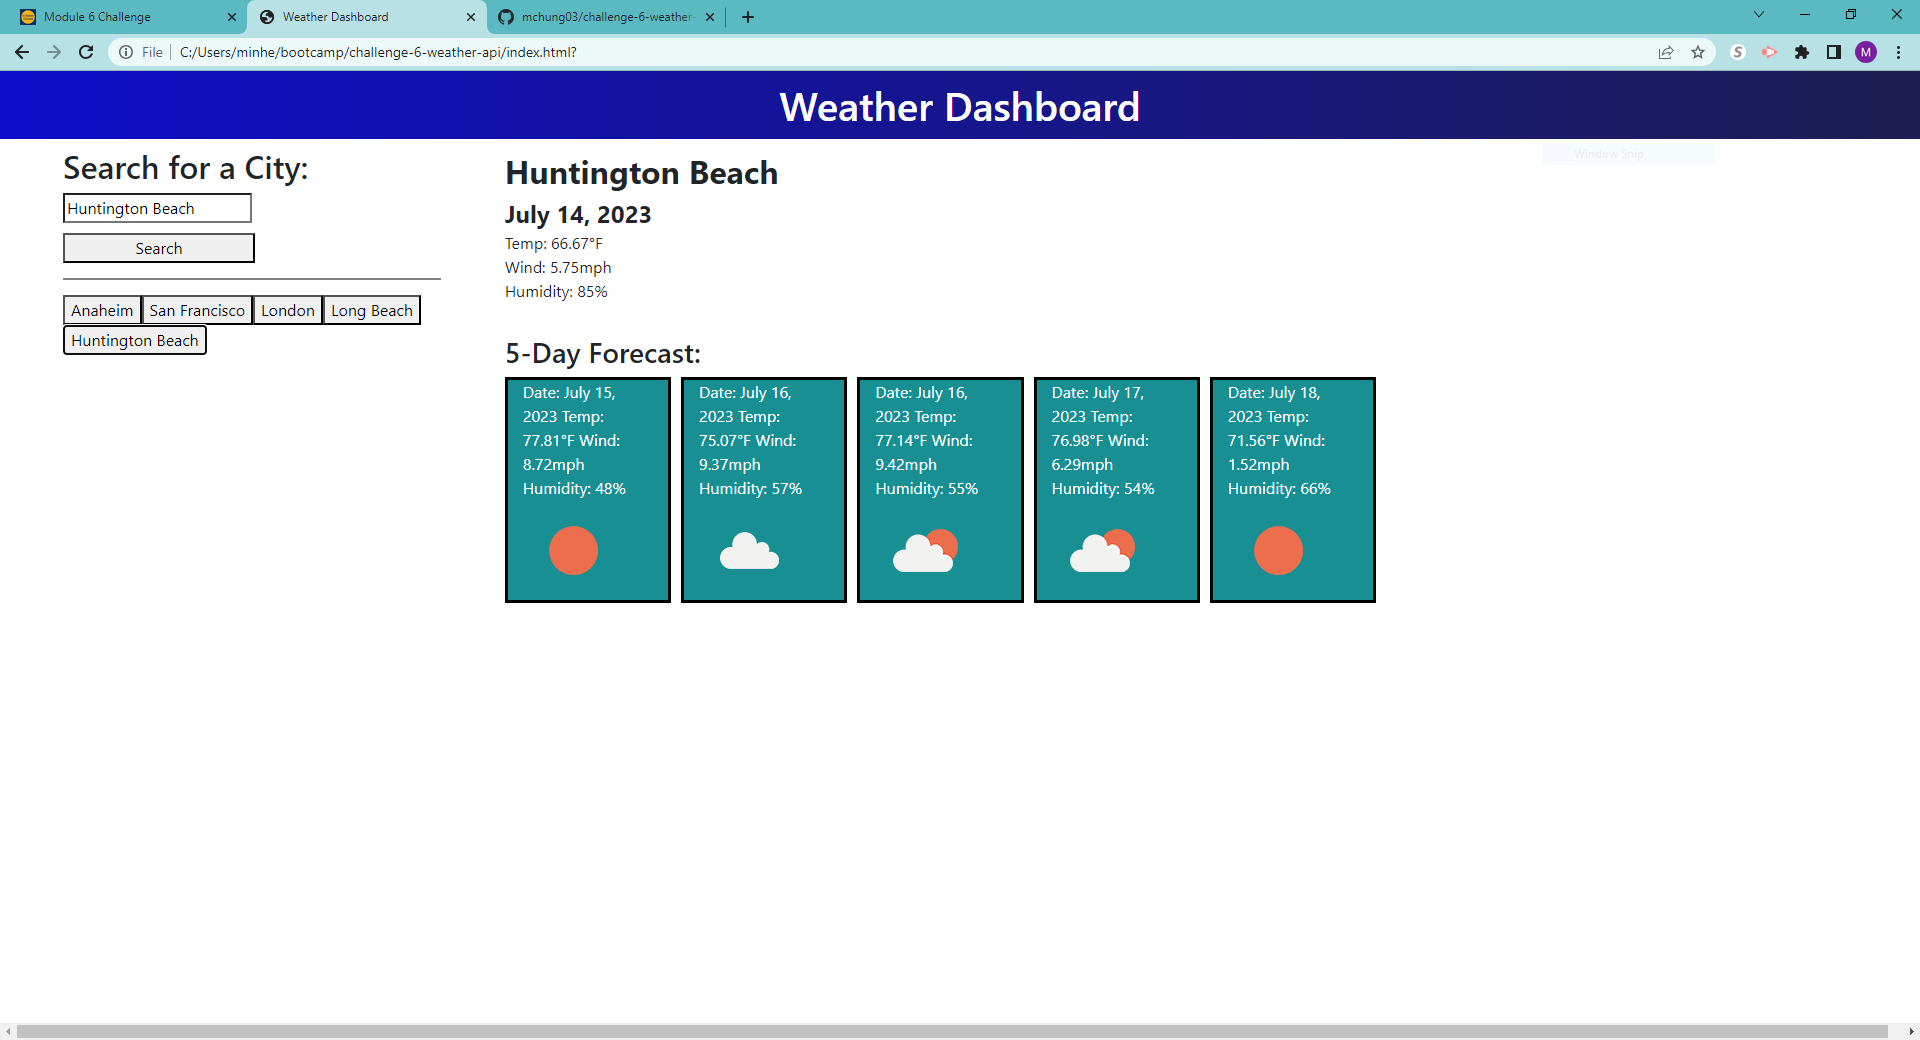 Module 6 Challenge
Weather Dashboard
mchung03/challenge-6-weather-
File
C:/Users/minhe/bootcamp/challenge-6-weather-api/index.html?
S
M
Weather Dashboard
Window Snip
Search for a City:
Huntington Beach
Search
Anaheim San Francisco London Long Beach
Huntington Beach
Huntington Beach
July 14, 2023
Temp: 66.67°F
Wind: 5.75mph
Humidity: 85%
5-Day Forecast:
Date: July 15,
2023 Temp:
77.81°F Wind:
8.72mph
Humidity: 48%
Date: July 16,
2023 Temp:
75.07°F Wind:
9.37mph
Humidity: 57%
Date: July 16,
2023 Temp:
77.14°F Wind:
9.42mph
Humidity: 55%
Date: July 17,
2023 Temp:
76.98°F Wind:
6.29mph
Humidity: 54%
Date: July 18,
2023 Temp:
71.56°F Wind:
1.52mph
Humidity: 66%